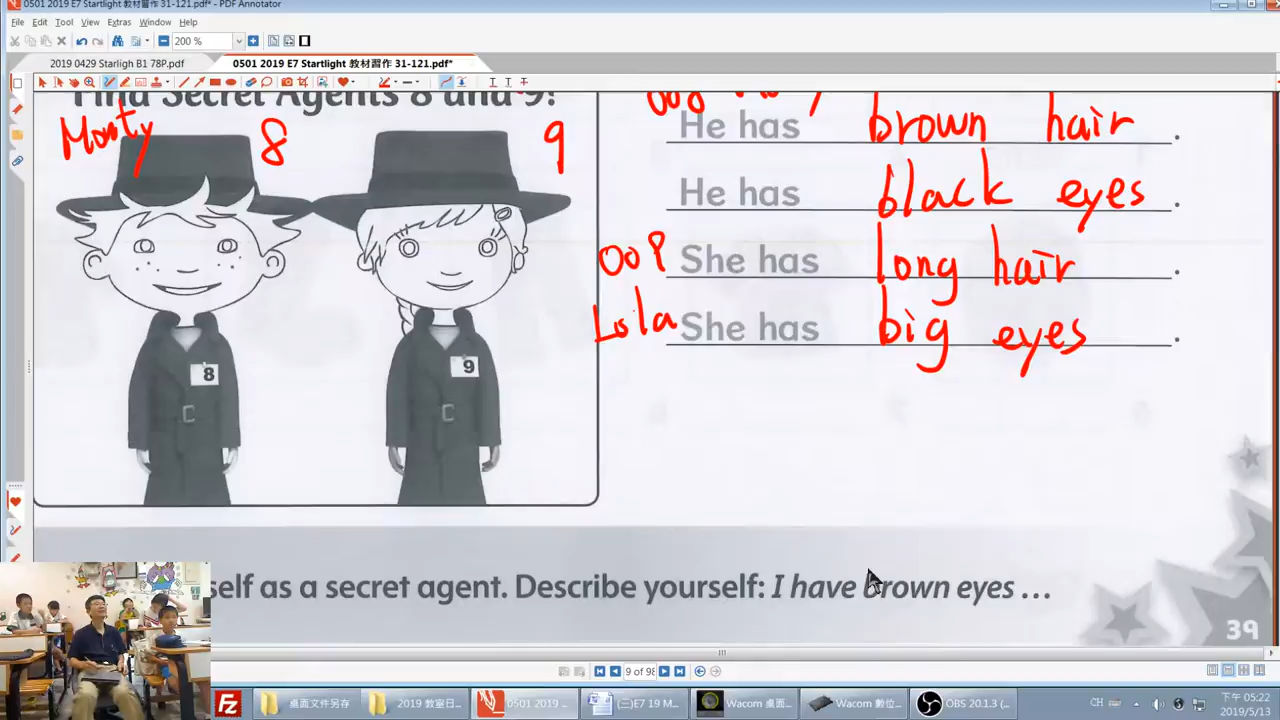 0501 2019 E7 Startlight 教材習作 31-121.pdf* - PDF Annotator
File Edit Tool View Extras Window Help
200 %
2019 0429 Starligh B1 78P.pdf
0501 2019 E7 Startlight 教材習作 31-121.pdf*
Find Secret Agents 8 and 9!
Monty 8 9
He has brown hair .
He has black eyes .
009 She has long hair .
Lola She has big eyes .
8 9
self as a secret agent. Describe yourself: I have brown eyes ...
39
9 of 98
桌面文件另存
2019 教室日...
0501 2019 ...
(三)E7 19 M...
Wacom 桌面...
Wacom 數位...
OBS 20.1.3 (...
CH
下午 05:22
2019/5/13